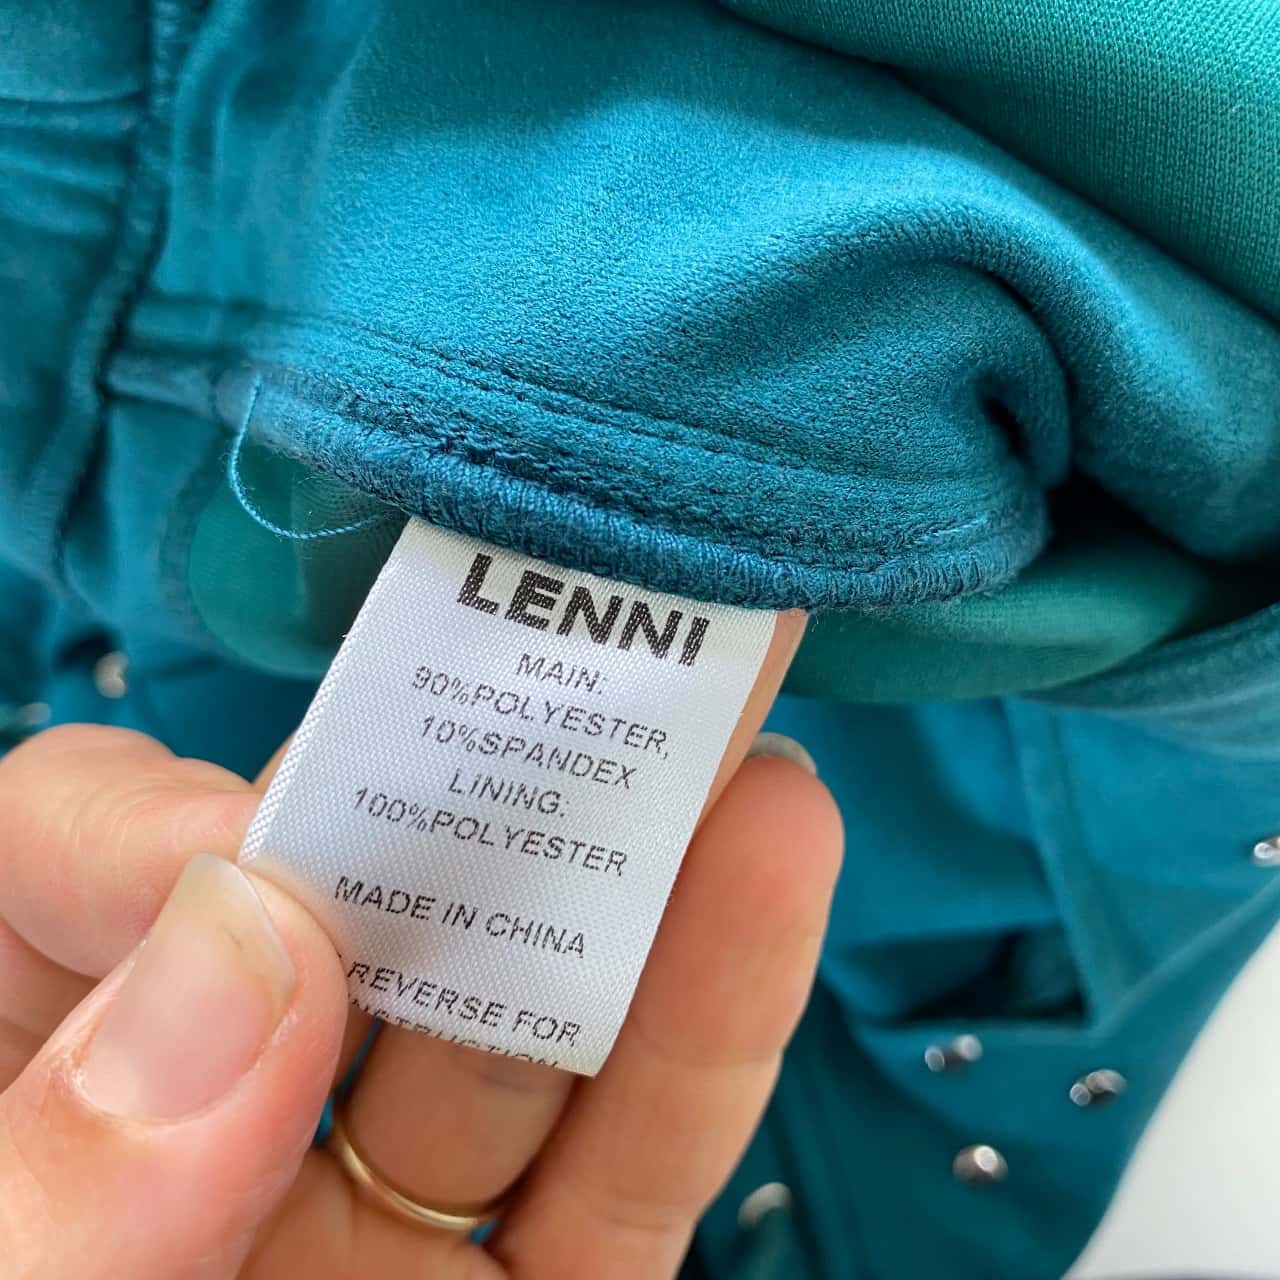 LENNI
MAIN:
90%POLYESTER,
10%SPANDEX
LINING:
100%POLYESTER
MADE IN CHINA
REVERSE FOR